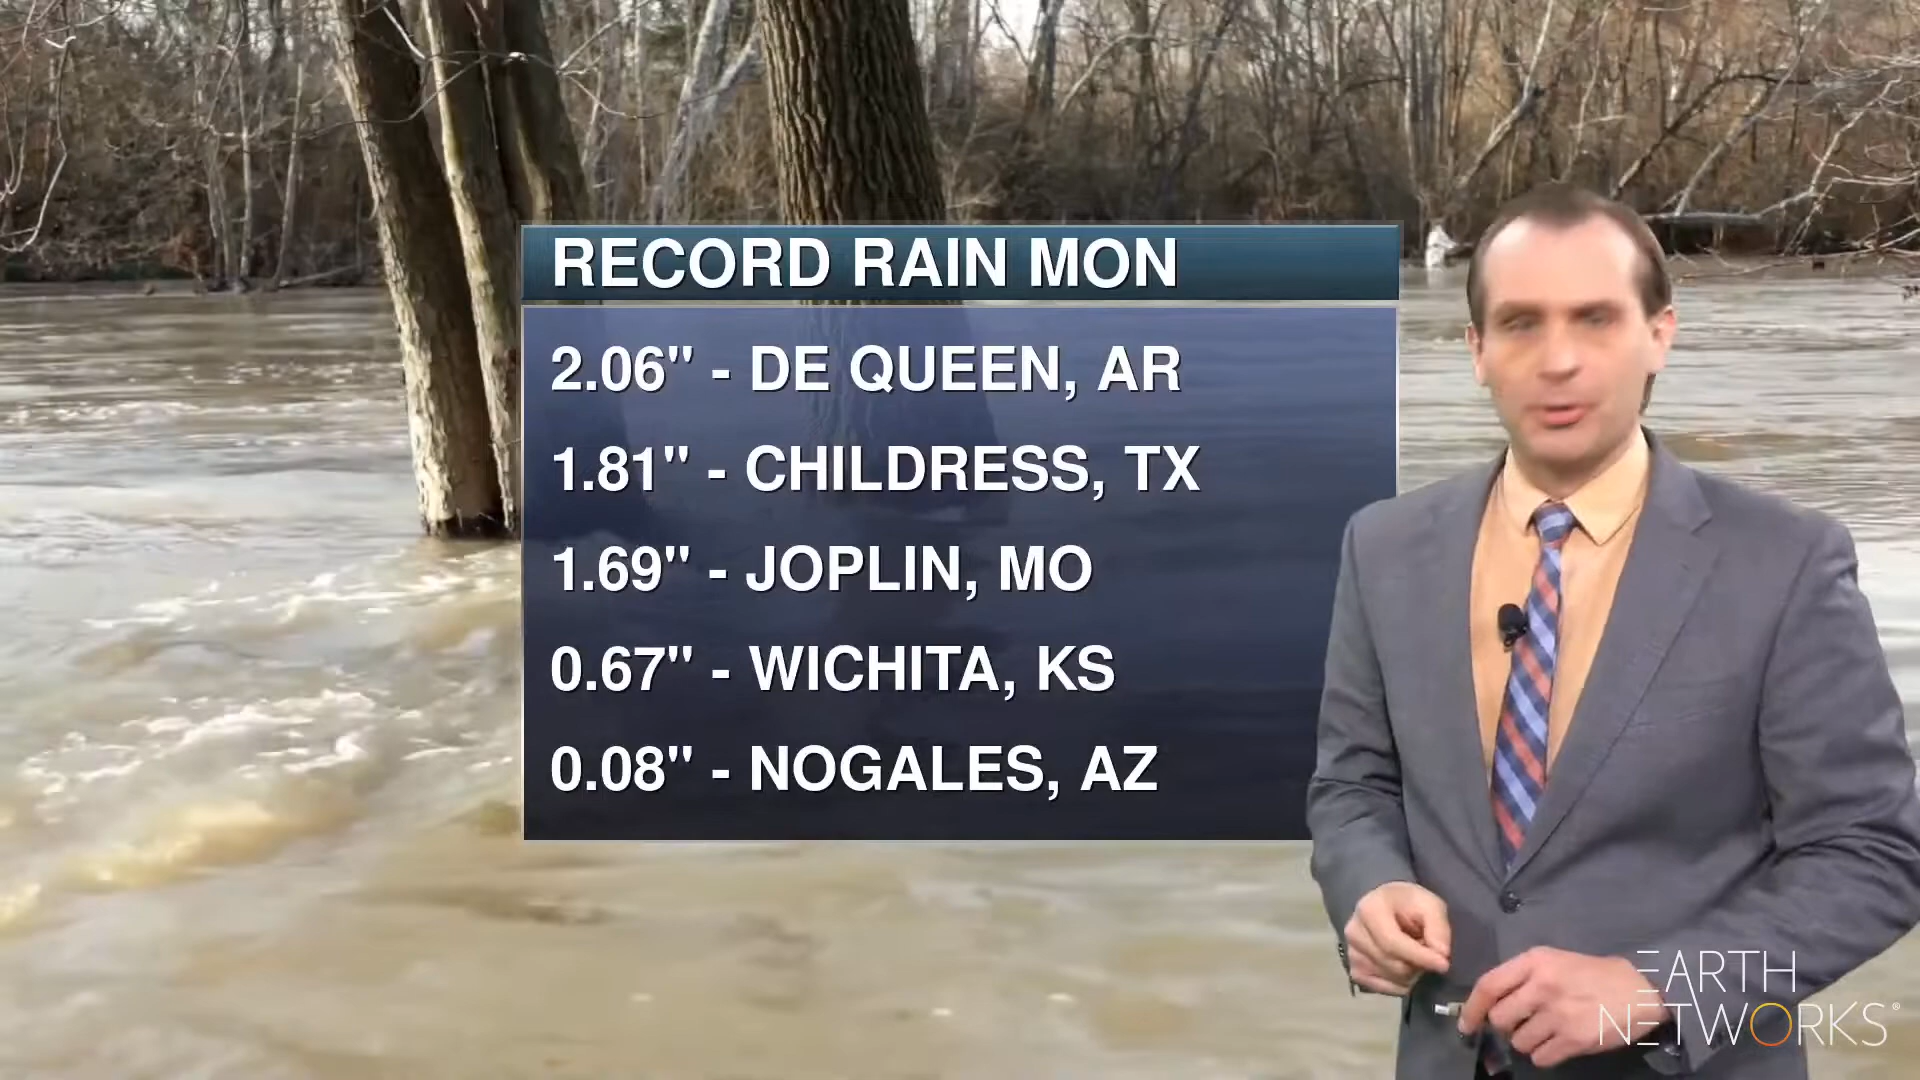 RECORD RAIN MON
2.06" - DE QUEEN, AR
1.81" - CHILDRESS, TX
1.69" - JOPLIN, MO
0.67" - WICHITA, KS
0.08" - NOGALES, AZ
EARTH
NETWORKS®